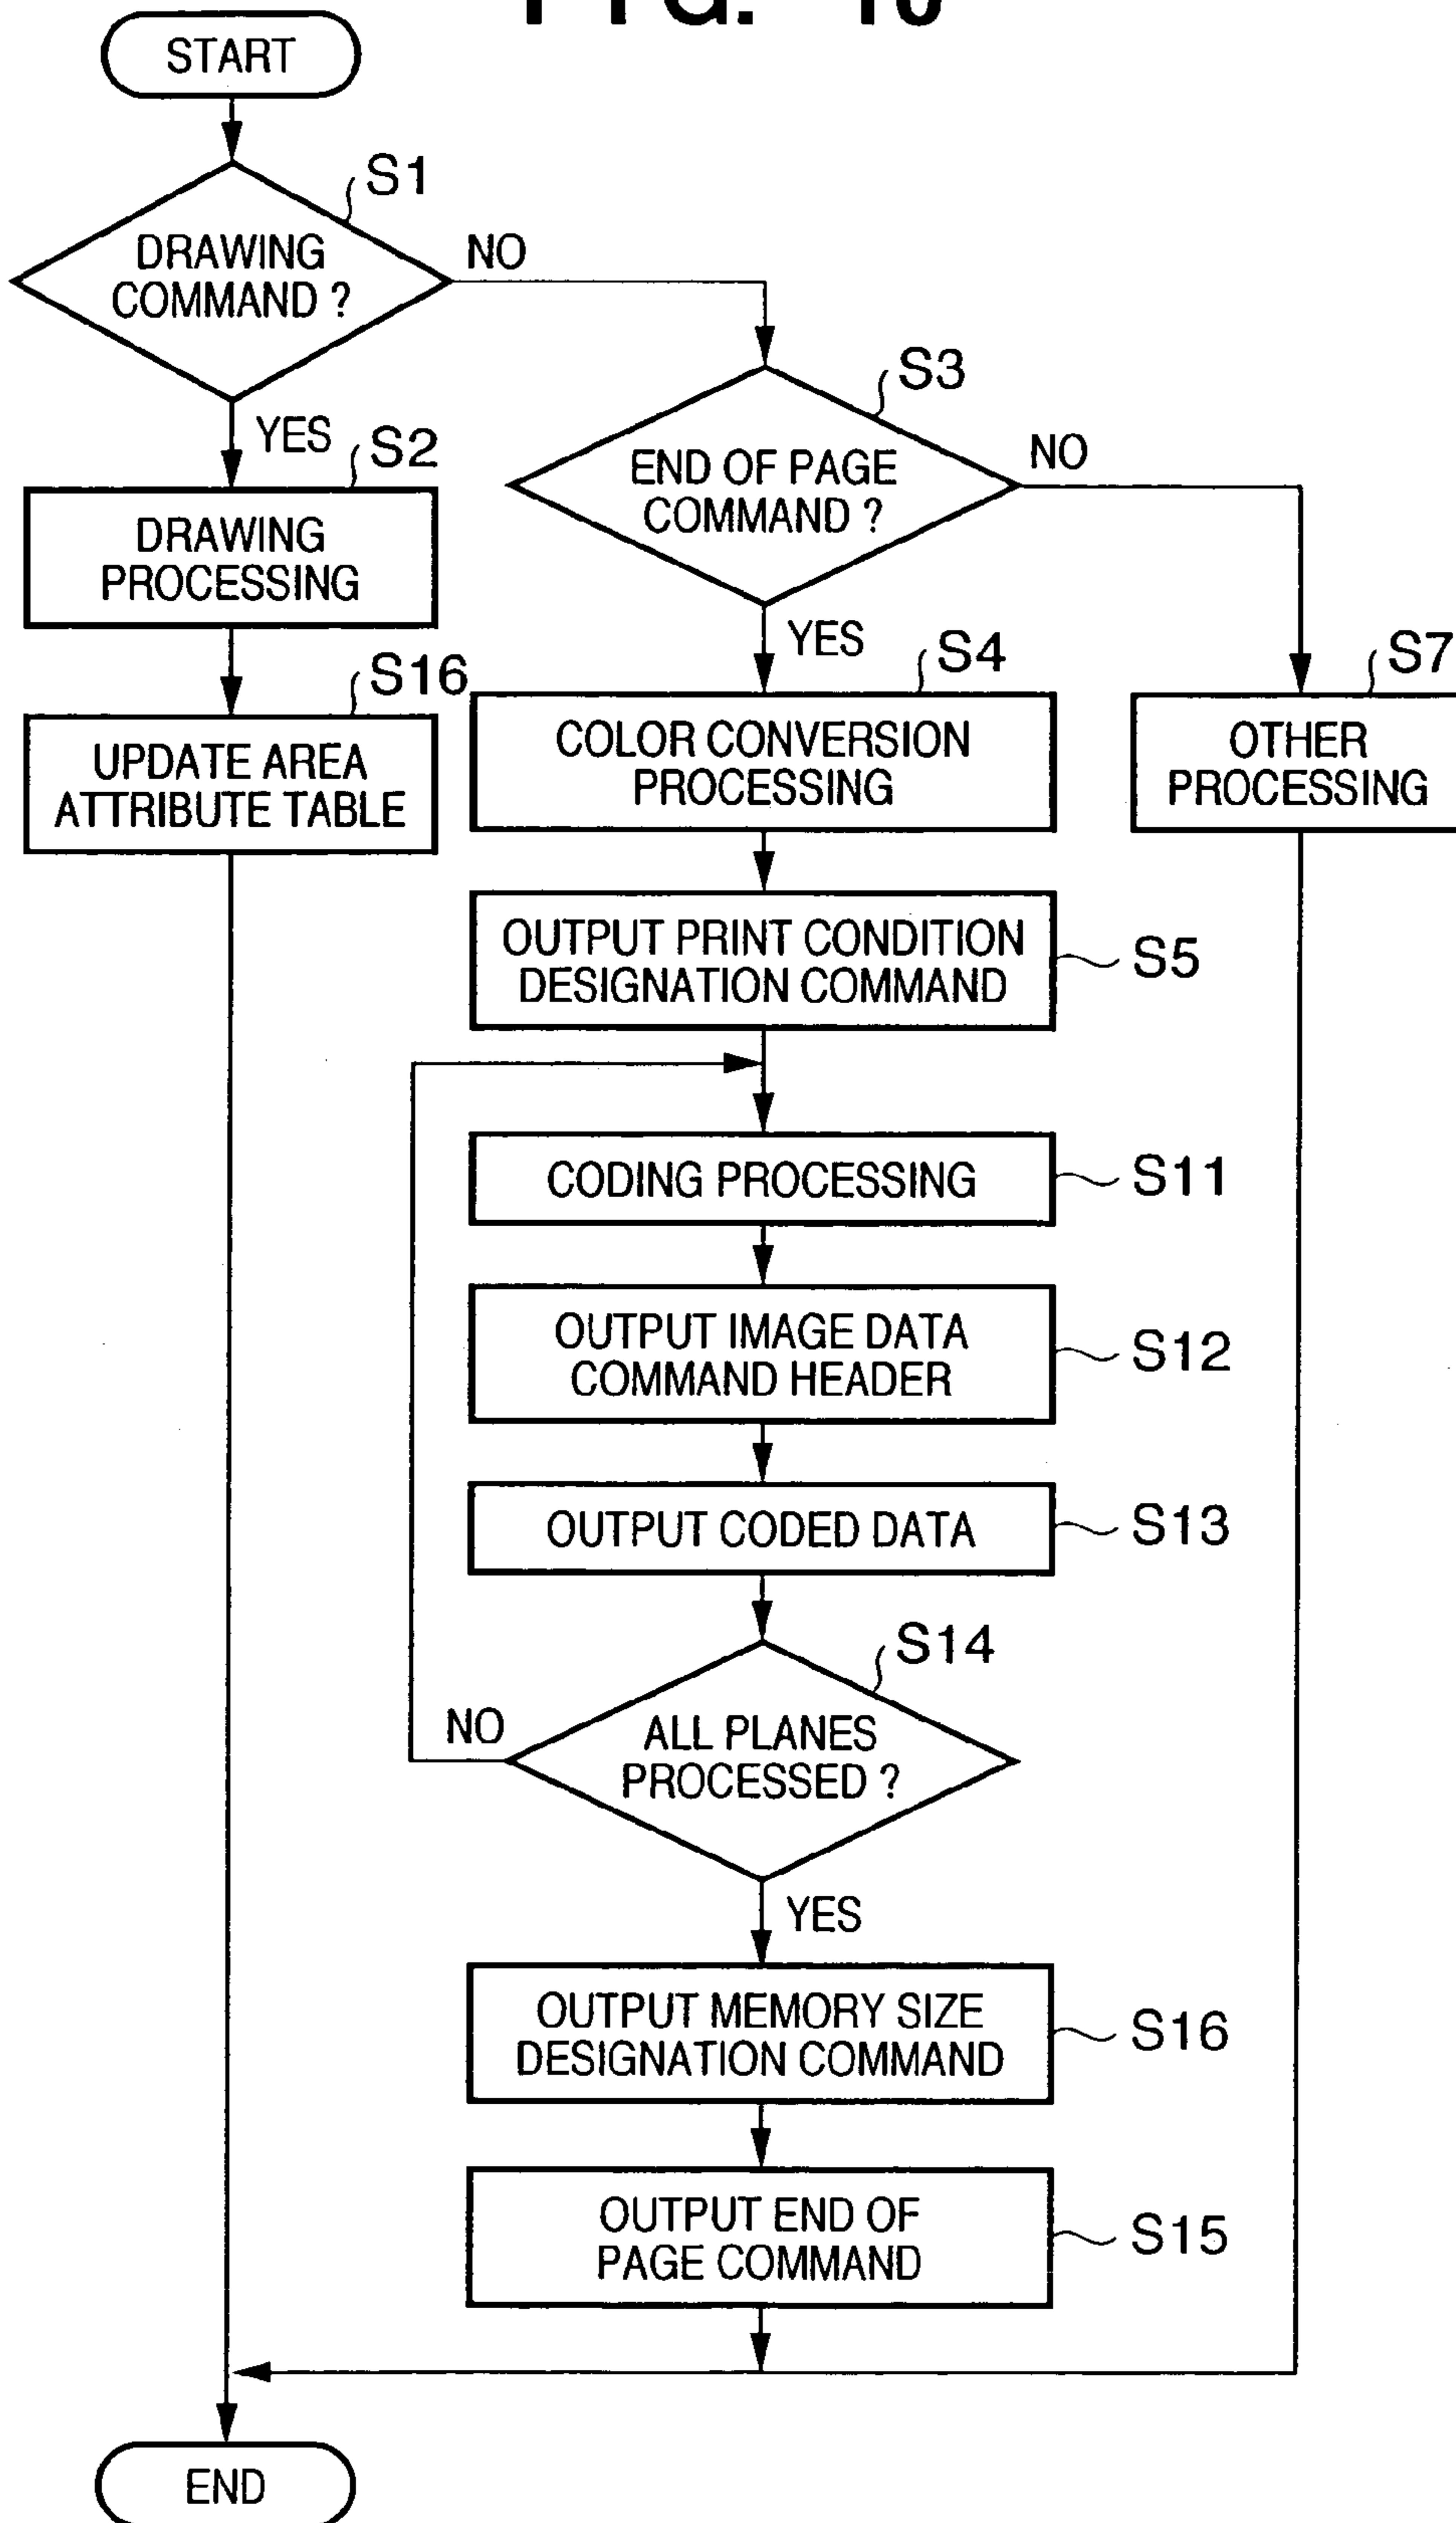 FIG.
START
S1
DRAWING
COMMAND ?
NO
YES
S2
DRAWING
PROCESSING
S16
UPDATE AREA
ATTRIBUTE TABLE
S3
END OF PAGE
COMMAND ?
NO
YES
S4
COLOR CONVERSION
PROCESSING
S7
OTHER
PROCESSING
OUTPUT PRINT CONDITION
DESIGNATION COMMAND
S5
CODING PROCESSING
S11
OUTPUT IMAGE DATA
COMMAND HEADER
S12
OUTPUT CODED DATA
S13
S14
ALL PLANES
PROCESSED ?
NO
YES
OUTPUT MEMORY SIZE
DESIGNATION COMMAND
S16
OUTPUT END OF
PAGE COMMAND
S15
END